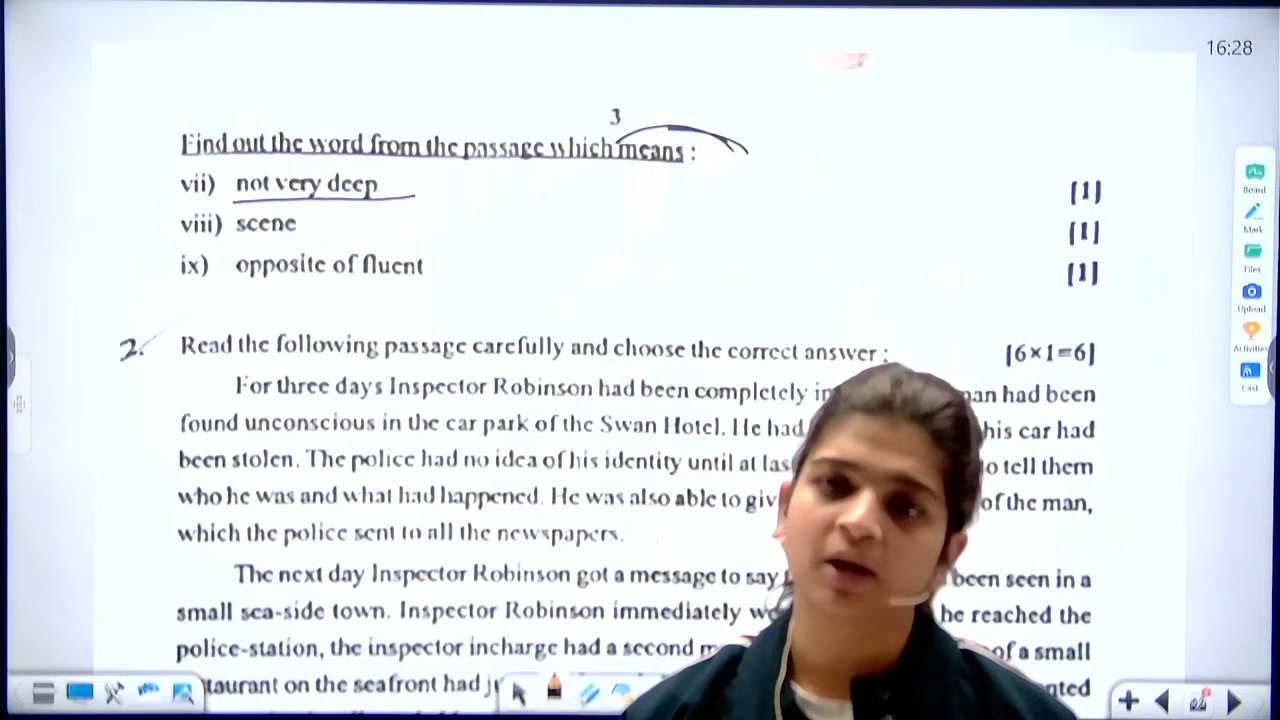 16:28
3
Find out the word from the passage which means :
vii) not very deep [1]
viii) scene [1]
ix) opposite of fluent [1]
2. Read the following passage carefully and choose the correct answer : [6×1=6]
For three days Inspector Robinson had been completely had been
found unconscious in the car park of the Swan Hotel. He had his car had
been stolen. The police had no idea of his identity until at tell them
who he was and what had happened. He was also able to of the man,
which the police sent to all the newspapers.
The next day Inspector Robinson got a message to say been seen in a
small sea-side town. Inspector Robinson immediately he reached the
police-station, the inspector incharge had a second of a small
on the seafront had
Board
Mark
Files
Upload
Activities
Cast
02